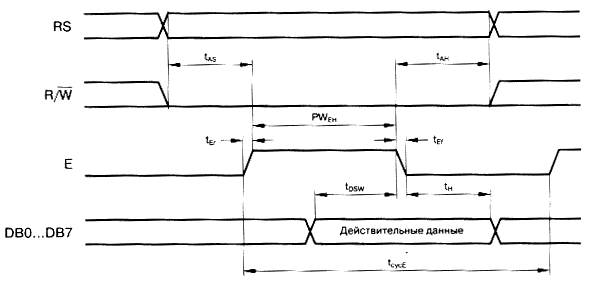 RS
tAS
tAH
R/W̅
PWEH
tEr
tEf
E
tDSW
tH
DB0...DB7
Действительные данные
tcycE